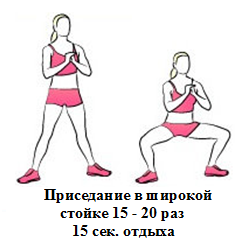 Приседание в широкой
стойке 15 - 20 раз
15 сек. отдыха